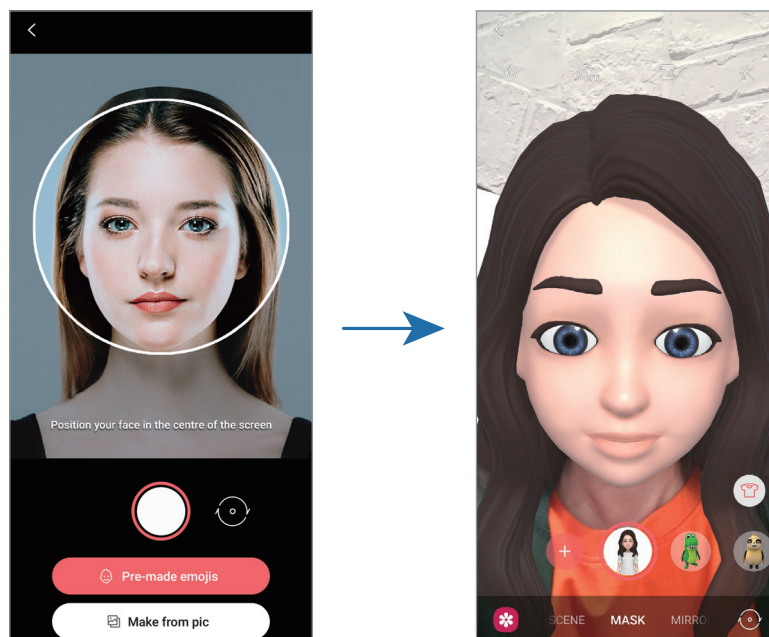 Position your face in the centre of the screen
Pre-made emojis
Make from pic
SCENE MASK MIRRO